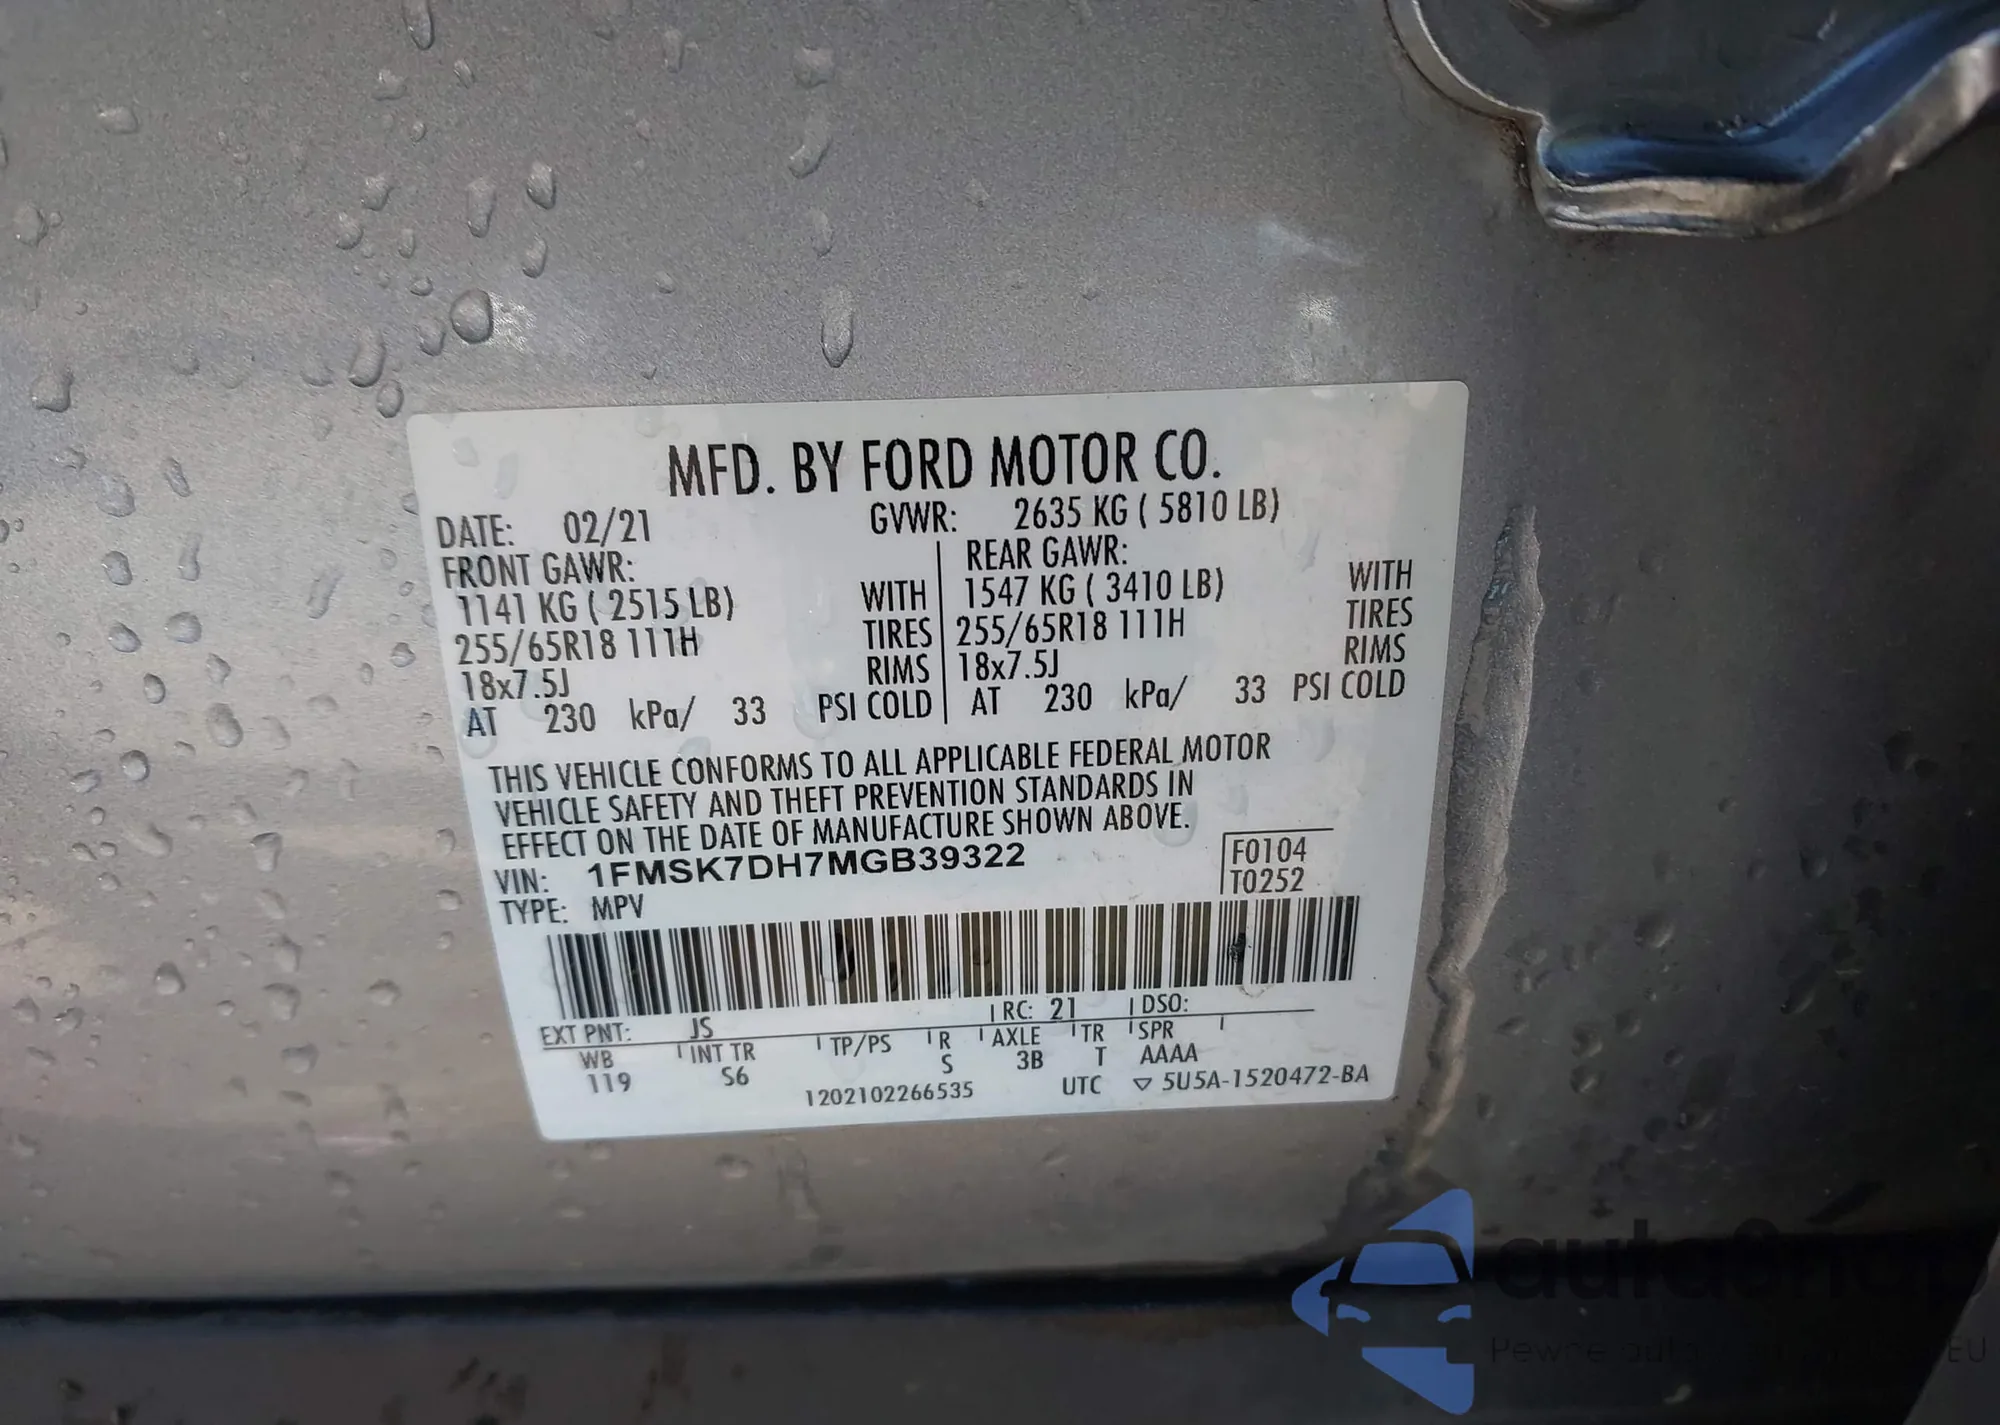 MFD. BY FORD MOTOR CO.
DATE: 02/21 GVWR: 2635 KG ( 5810 LB)
FRONT GAWR: REAR GAWR:
1141 KG ( 2515 LB) WITH 1547 KG ( 3410 LB) WITH
255/65R18 111H TIRES 255/65R18 111H TIRES
18x7.5J RIMS 18x7.5J RIMS
AT 230 kPa/ 33 PSI COLD AT 230 kPa/ 33 PSI COLD
THIS VEHICLE CONFORMS TO ALL APPLICABLE FEDERAL MOTOR
VEHICLE SAFETY AND THEFT PREVENTION STANDARDS IN
EFFECT ON THE DATE OF MANUFACTURE SHOWN ABOVE.
VIN: 1FMSK7DH7MGB39322 F0104
TYPE: MPV T0252
EXT PNT: JS RC: 21 DSO:
WB INT TR TP/PS R AXLE TR SPR
119 S6 S 3B T AAAA
1202102266535 UTC ▽ 5U5A-1520472-BA
Pewne auta EU